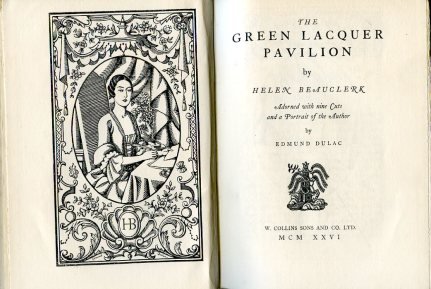 HB
THE
GREEN LACQUER
PAVILION
by
HELEN BEAUCLERK
Adorned with nine Cuts
and a Portrait of the Author
by
EDMUND DULAC
W. COLLINS SONS AND CO. LTD.
MCM XXVI